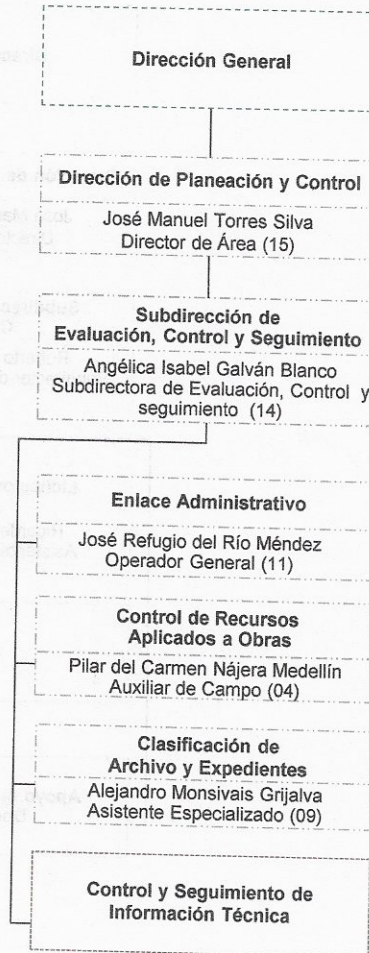 Dirección General
Dirección de Planeación y Control
José Manuel Torres Silva
Director de Área (15)
Subdirección de
Evaluación, Control y Seguimiento
Angélica Isabel Galván Blanco
Subdirectora de Evaluación, Control y
seguimiento (14)
Enlace Administrativo
José Refugio del Río Méndez
Operador General (11)
Control de Recursos
Aplicados a Obras
Pilar del Carmen Nájera Medellín
Auxiliar de Campo (04)
Clasificación de
Archivo y Expedientes
Alejandro Monsivais Grijalva
Asistente Especializado (09)
Control y Seguimiento de
Información Técnica